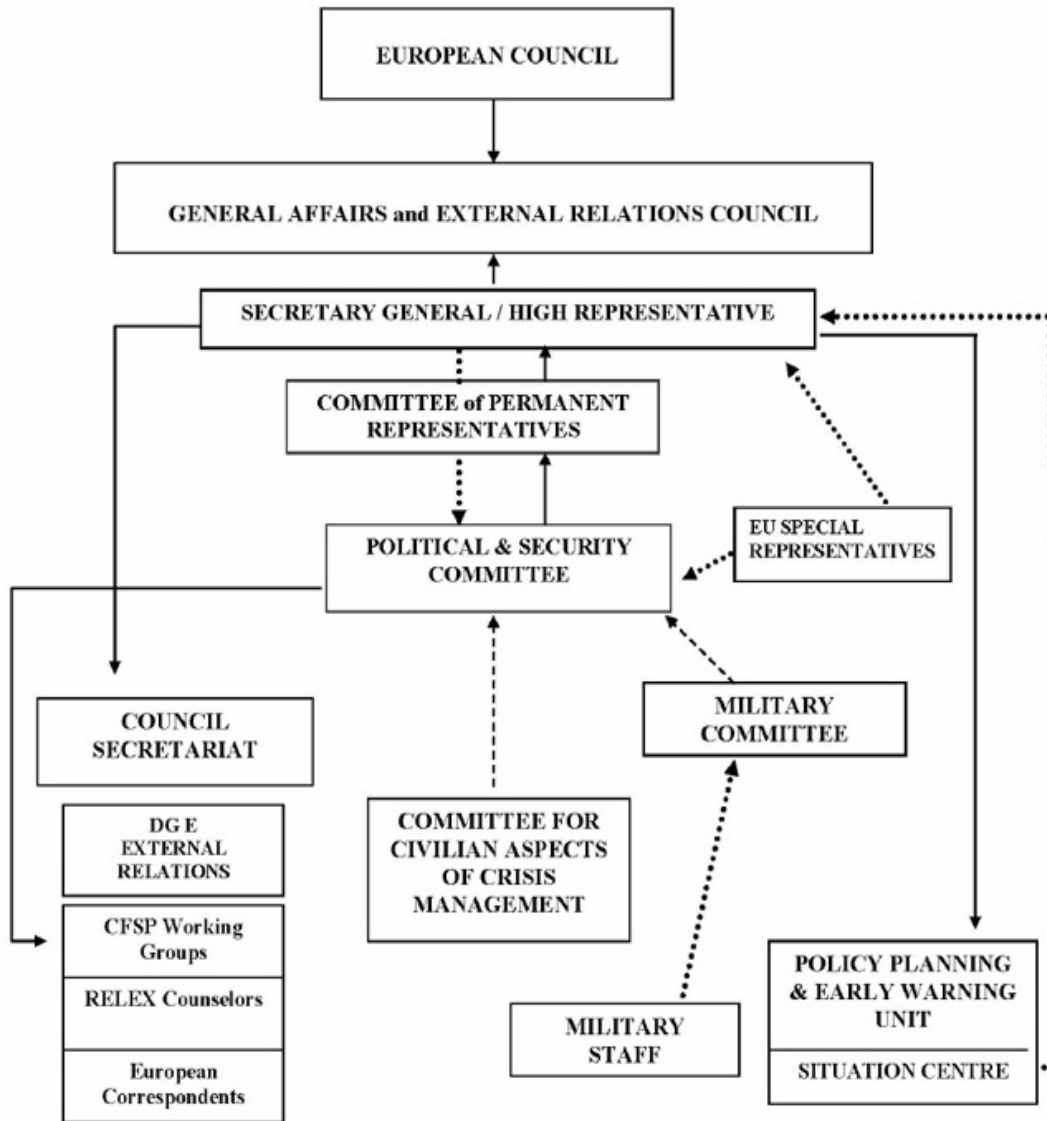 EUROPEAN COUNCIL
GENERAL AFFAIRS and EXTERNAL RELATIONS COUNCIL
SECRETARY GENERAL / HIGH REPRESENTATIVE
COMMITTEE of PERMANENT
REPRESENTATIVES
POLITICAL & SECURITY
COMMITTEE
EU SPECIAL
REPRESENTATIVES
MILITARY
COMMITTEE
COUNCIL
SECRETARIAT
DG E
EXTERNAL
RELATIONS
CFSP Working
Groups
RELEX Counselors
European
Correspondents
COMMITTEE FOR
CIVILIAN ASPECTS
OF CRISIS
MANAGEMENT
MILITARY
STAFF
POLICY PLANNING
& EARLY WARNING
UNIT
SITUATION CENTRE